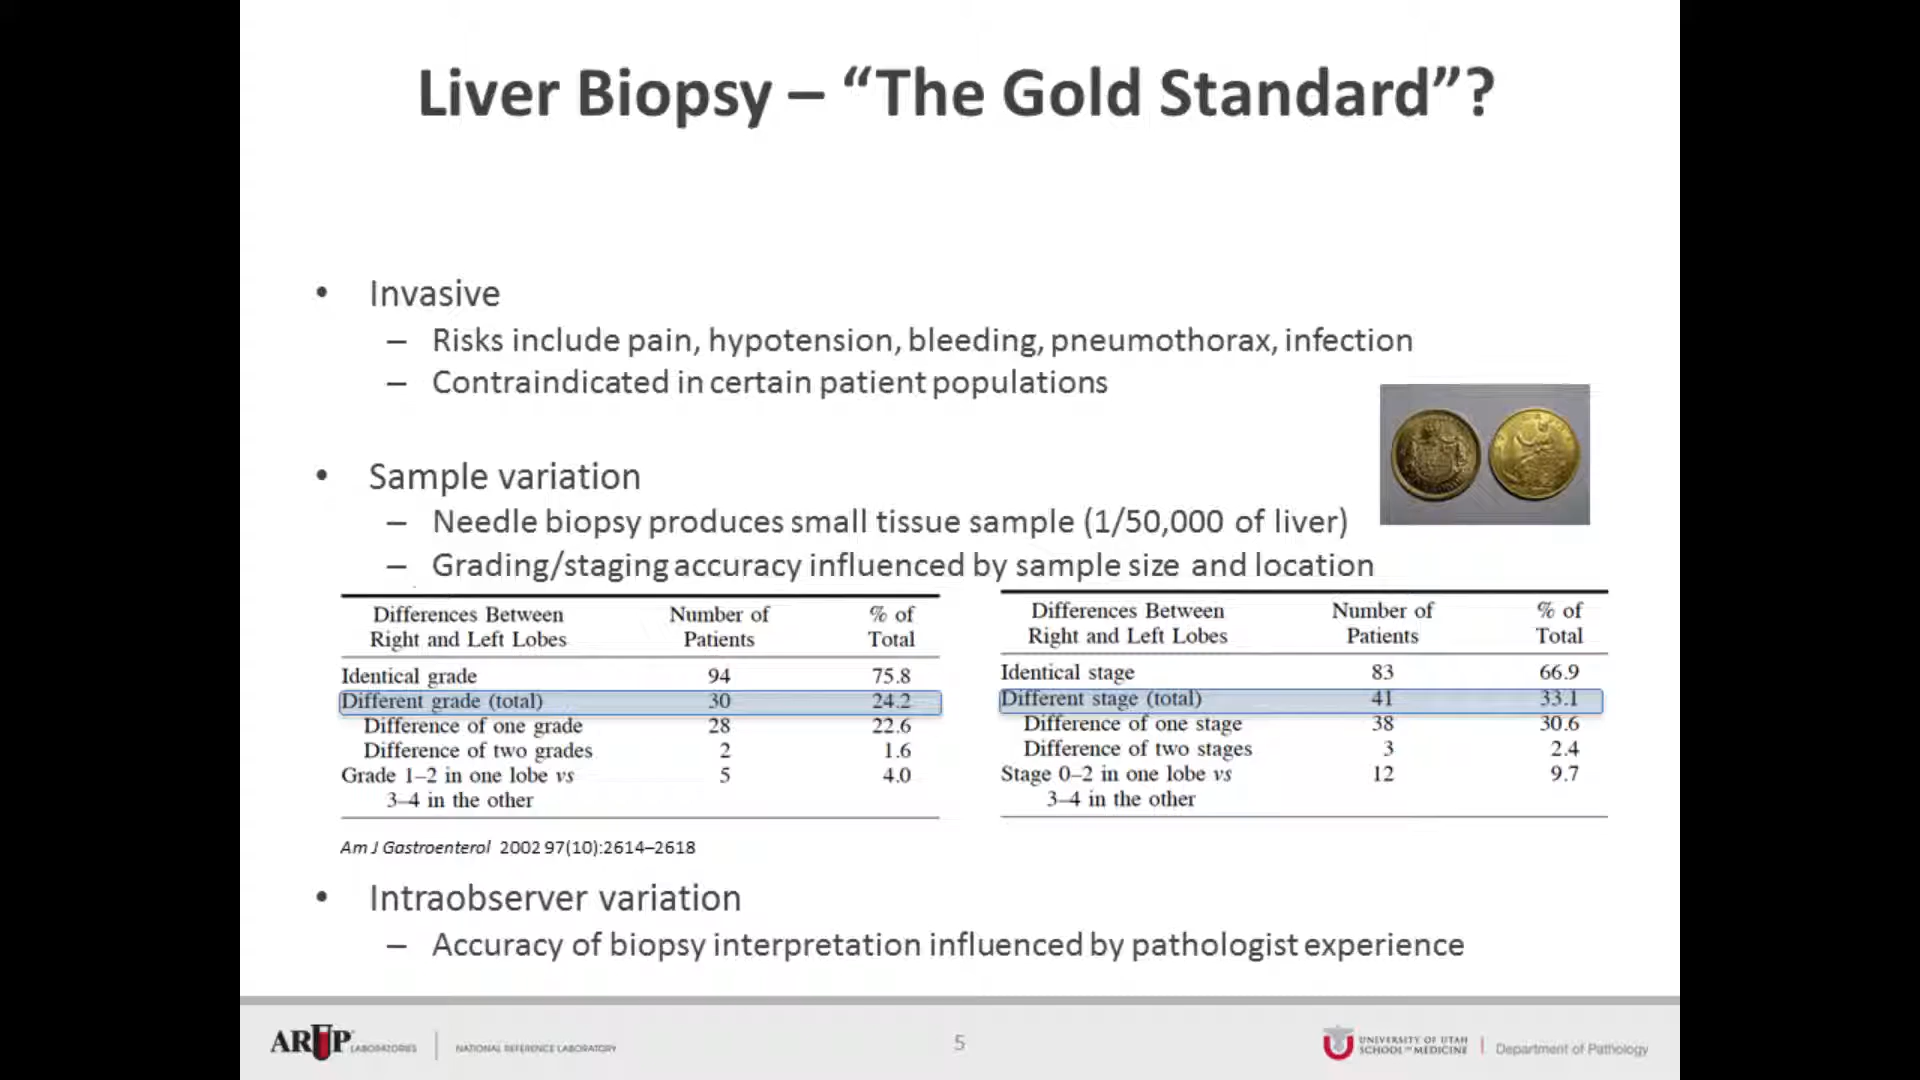 Liver Biopsy – “The Gold Standard”?
• Invasive
– Risks include pain, hypotension, bleeding, pneumothorax, infection
– Contraindicated in certain patient populations
• Sample variation
– Needle biopsy produces small tissue sample (1/50,000 of liver)
– Grading/staging accuracy influenced by sample size and location
Differences Between Number of % of
Right and Left Lobes Patients Total
Identical grade 94 75.8
Different grade (total) 30 24.2
Difference of one grade 28 22.6
Difference of two grades 2 1.6
Grade 1–2 in one lobe vs 5 4.0
3–4 in the other
Differences Between Number of % of
Right and Left Lobes Patients Total
Identical stage 83 66.9
Different stage (total) 41 33.1
Difference of one stage 38 30.6
Difference of two stages 3 2.4
Stage 0–2 in one lobe vs 12 9.7
3–4 in the other
Am J Gastroenterol 2002 97(10):2614–2618
• Intraobserver variation
– Accuracy of biopsy interpretation influenced by pathologist experience
ARUP LABORATORIES | NATIONAL REFERENCE LABORATORY
5
UNIVERSITY OF UTAH
SCHOOL OF MEDICINE | Department of Pathology